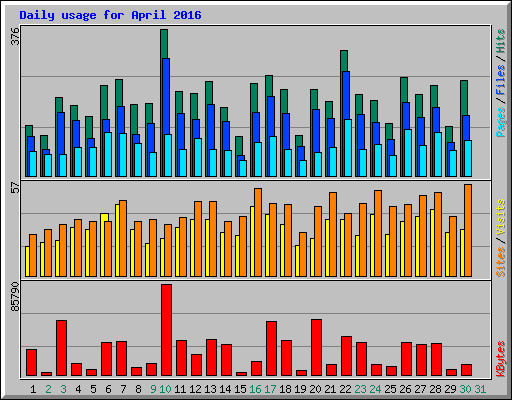 Daily usage for April 2016
376
Pages/Files/Hits
57
Sites/Visits
85790
KBytes
1 2 3 4 5 6 7 8 9 10 11 12 13 14 15 16 17 18 19 20 21 22 23 24 25 26 27 28 29 30 31